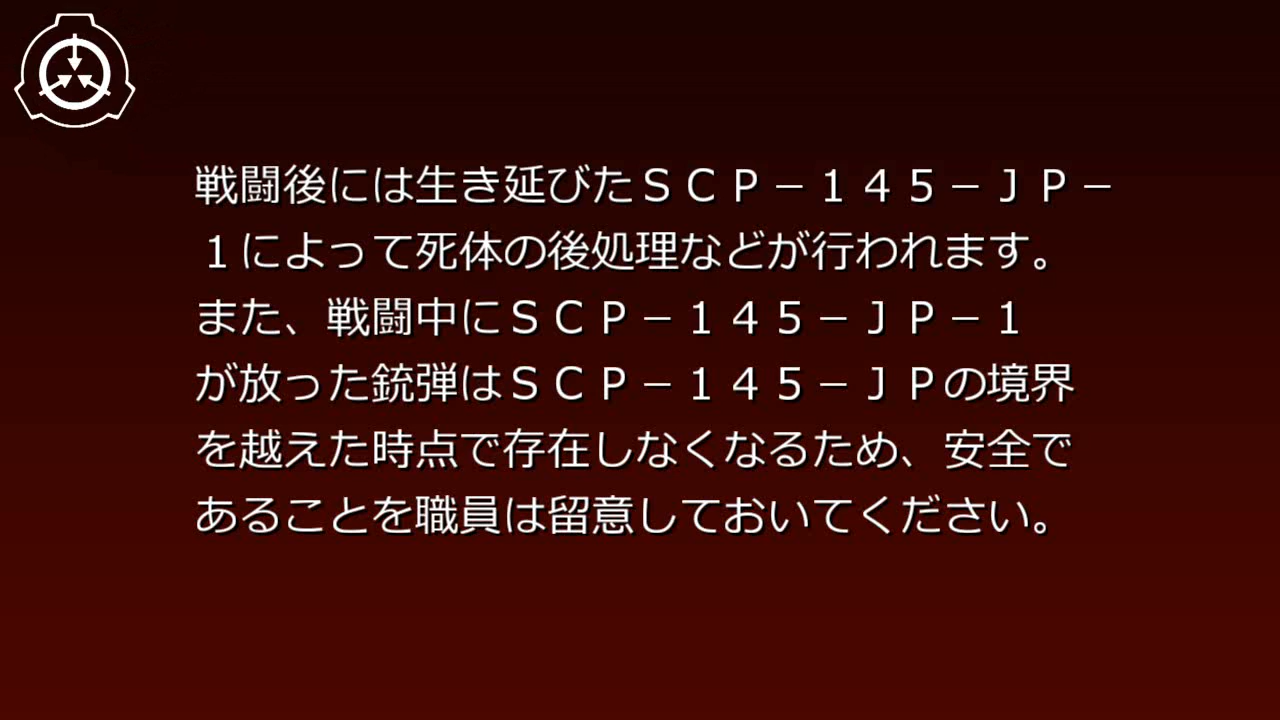 戦闘後には生き延びたＳＣＰ－１４５－ＪＰ－
１によって死体の後処理などが行われます。
また、戦闘中にＳＣＰ－１４５－ＪＰ－１
が放った銃弾はＳＣＰ－１４５－ＪＰの境界
を越えた時点で存在しなくなるため、安全で
あることを職員は留意しておいてください。